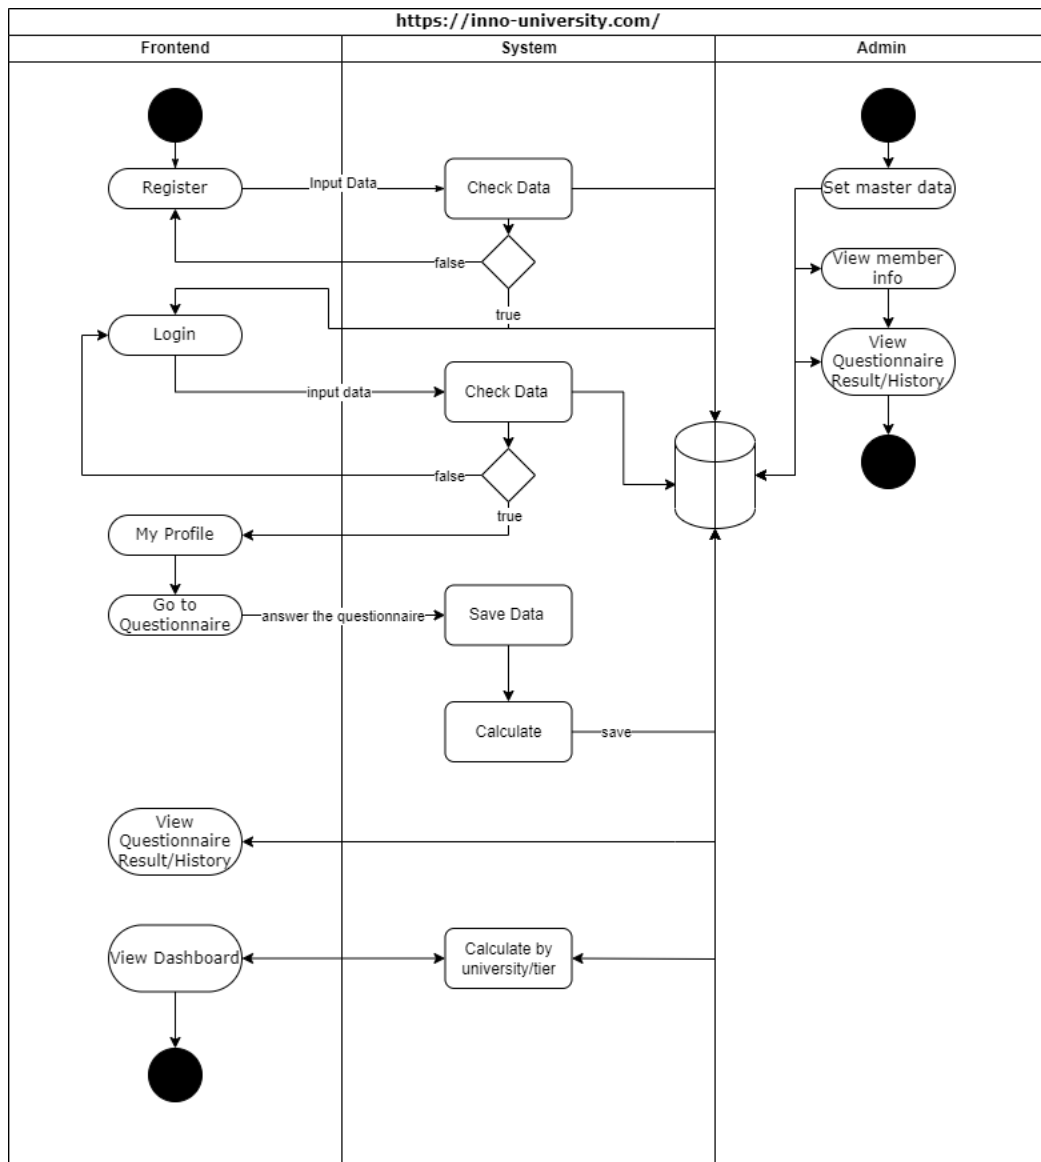 https://inno-university.com/
Frontend
System
Admin
Register
Input Data
Check Data
Set master data
false
View member
info
true
Login
View
Questionnaire
Result/History
input data
Check Data
false
true
My Profile
Go to
Questionnaire
answer the questionnaire
Save Data
Calculate
save
View
Questionnaire
Result/History
View Dashboard
Calculate by
university/tier